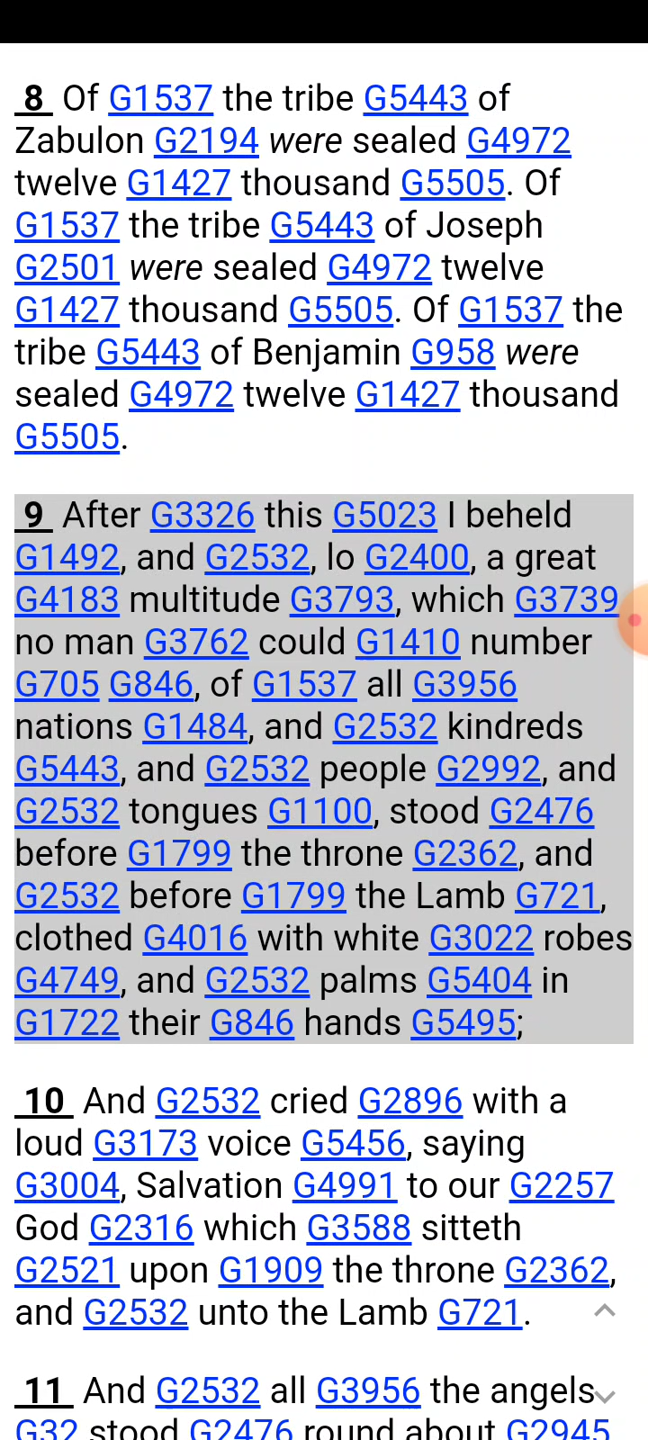 8 Of G1537 the tribe G5443 of
Zabulon G2194 were sealed G4972
twelve G1427 thousand G5505. Of
G1537 the tribe G5443 of Joseph
G2501 were sealed G4972 twelve
G1427 thousand G5505. Of G1537 the
tribe G5443 of Benjamin G958 were
sealed G4972 twelve G1427 thousand
G5505.
9 After G3326 this G5023 I beheld
G1492, and G2532, lo G2400, a great
G4183 multitude G3793, which G3739
no man G3762 could G1410 number
G705 G846, of G1537 all G3956
nations G1484, and G2532 kindreds
G5443, and G2532 people G2992, and
G2532 tongues G1100, stood G2476
before G1799 the throne G2362, and
G2532 before G1799 the Lamb G721,
clothed G4016 with white G3022 robes
G4749, and G2532 palms G5404 in
G1722 their G846 hands G5495;
10 And G2532 cried G2896 with a
loud G3173 voice G5456, saying
G3004, Salvation G4991 to our G2257
God G2316 which G3588 sitteth
G2521 upon G1909 the throne G2362,
and G2532 unto the Lamb G721.
11 And G2532 all G3956 the angels
G32 stood G2476 round about G2945